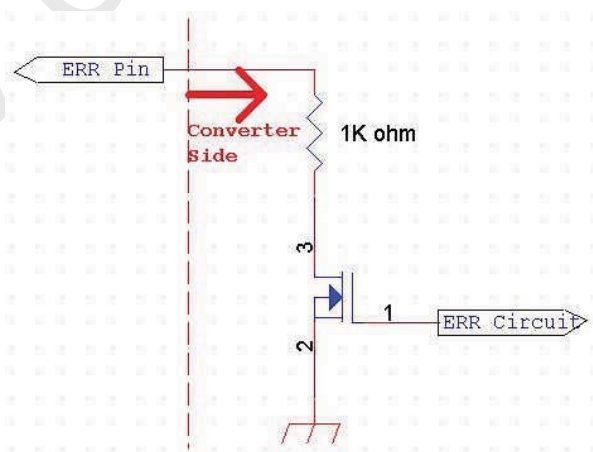 ERR Pin
Converter
Side
1K ohm
3
1
ERR Circuit
2